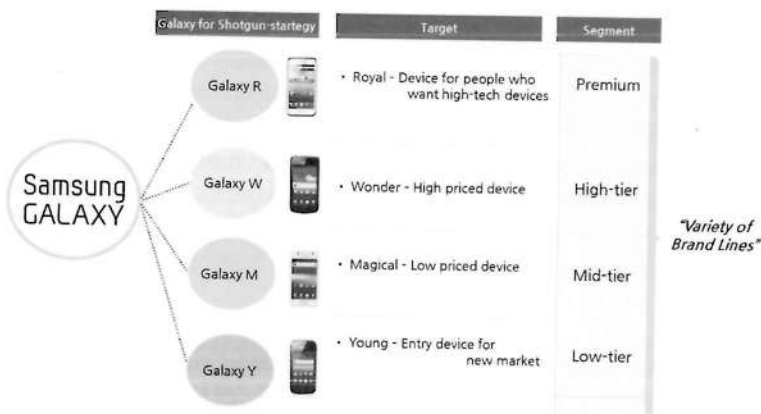 Galaxy for Shotgun-startegy
Target
Segment
Samsung
GALAXY
Galaxy R
• Royal - Device for people who
want high-tech devices
Premium
Galaxy W
• Wonder - High priced device
High-tier
Galaxy M
• Magical - Low priced device
Mid-tier
Galaxy Y
• Young - Entry device for
new market
Low-tier
"Variety of
Brand Lines"